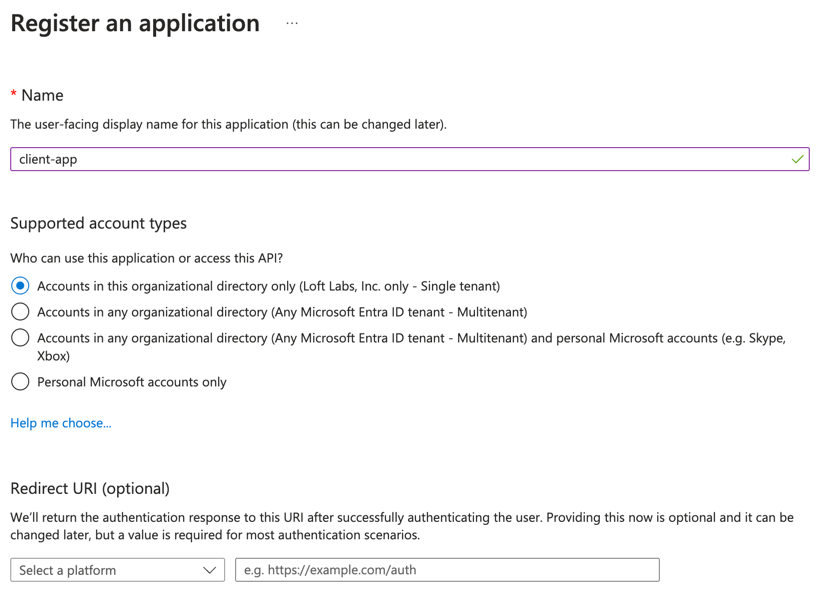 Register an application ...
* Name
The user-facing display name for this application (this can be changed later).
client-app
Supported account types
Who can use this application or access this API?
Accounts in this organizational directory only (Loft Labs, Inc. only - Single tenant)
Accounts in any organizational directory (Any Microsoft Entra ID tenant - Multitenant)
Accounts in any organizational directory (Any Microsoft Entra ID tenant - Multitenant) and personal Microsoft accounts (e.g. Skype,
Xbox)
Personal Microsoft accounts only
Help me choose...
Redirect URI (optional)
We'll return the authentication response to this URI after successfully authenticating the user. Providing this now is optional and it can be
changed later, but a value is required for most authentication scenarios.
Select a platform e.g. https://example.com/auth